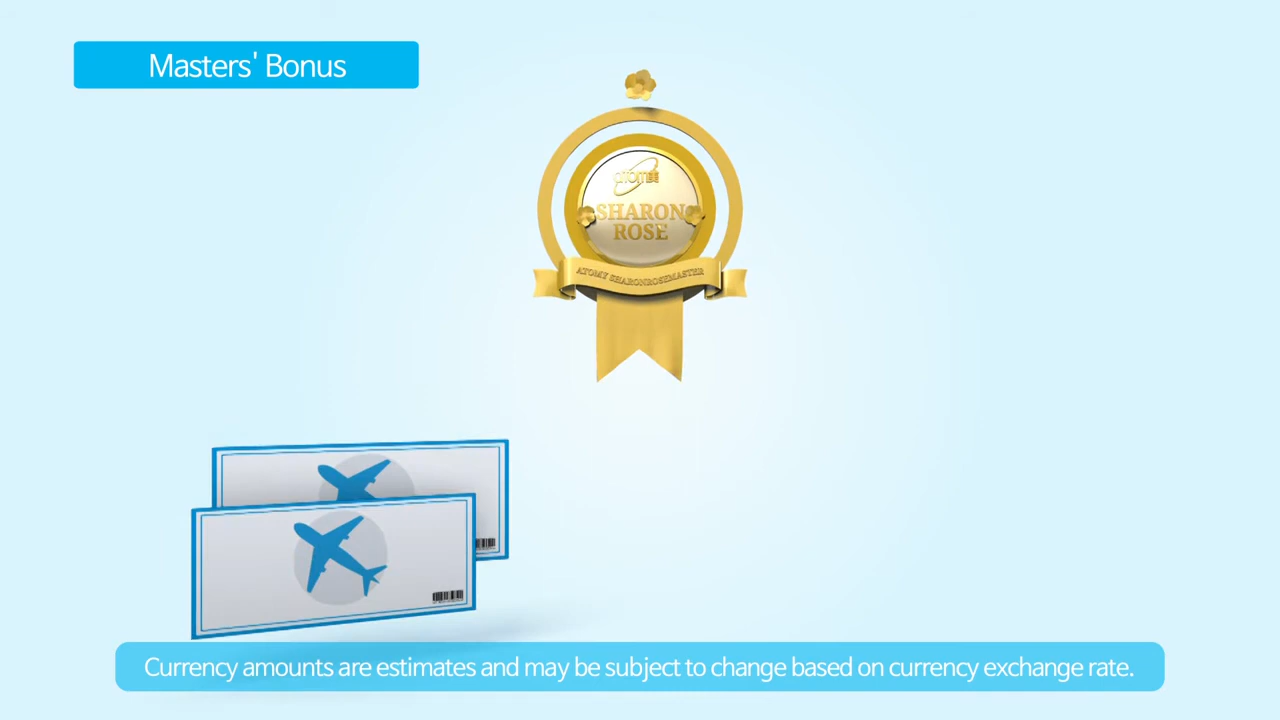 Masters' Bonus
atomy
SHARON
ROSE
ATOMY SHARONROSEMASTER
Currency amounts are estimates and may be subject to change based on currency exchange rate.